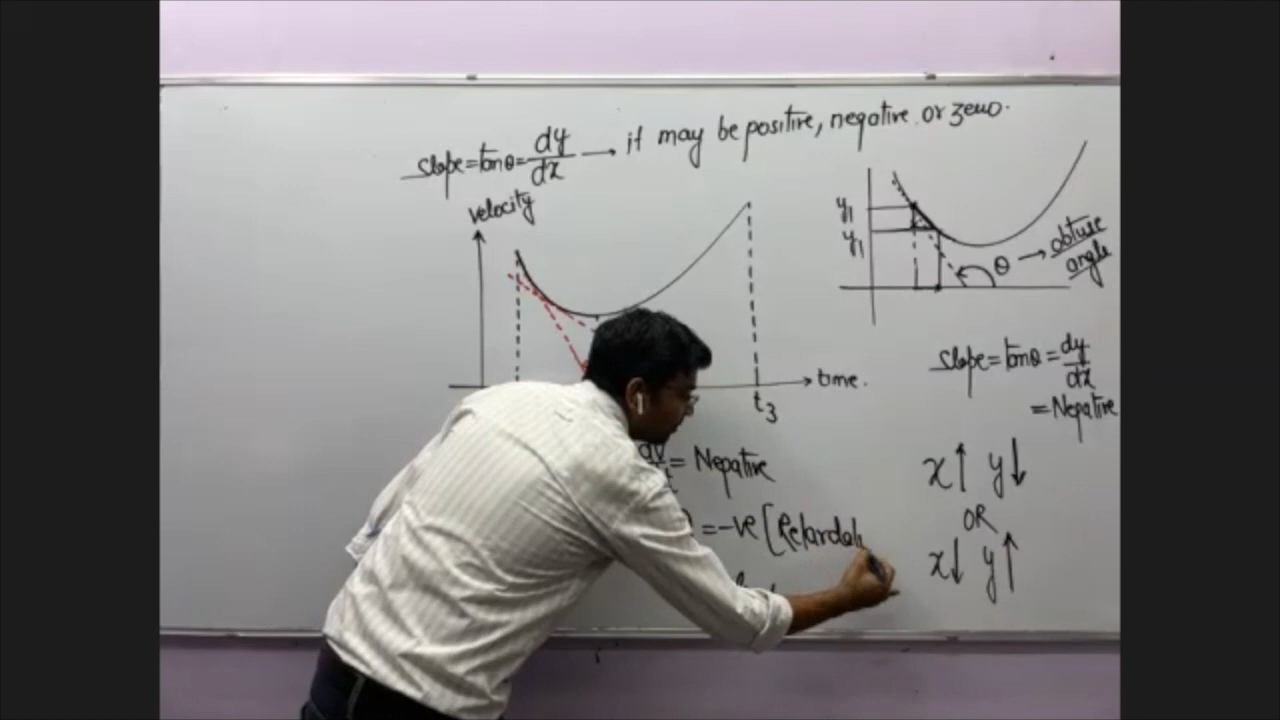 slope=tanθ=dy/dx → it may be positive, negative or zero.
velocity
time.
t3
= Negative
=-ve [Retardati
y1
y1
θ → obtuse angle
slope=tanθ=dy/dx
=Negative
x↑ y↓
OR
x↓ y↑